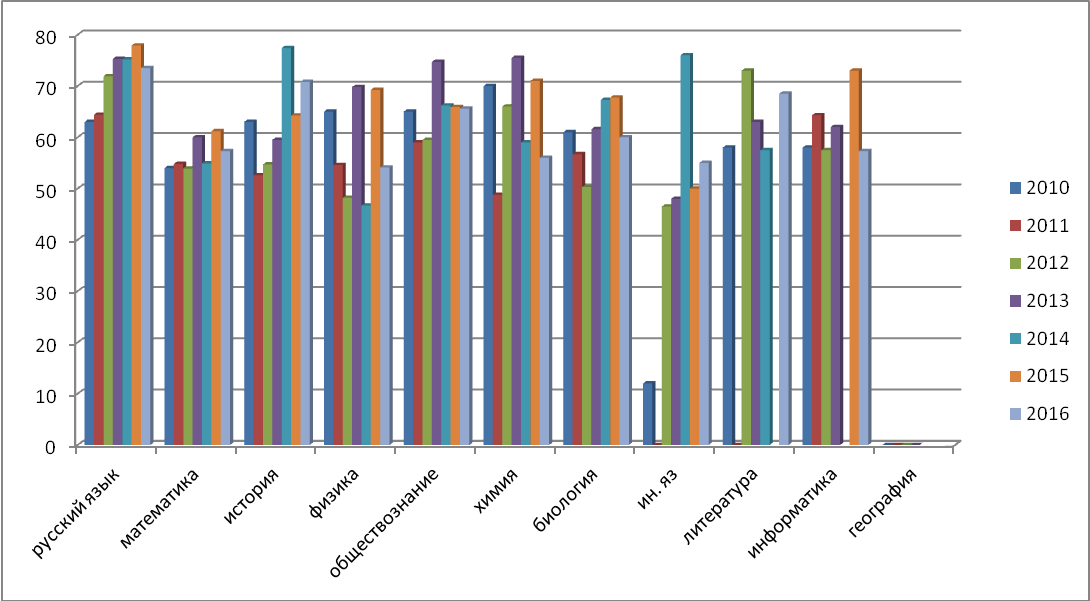 80
70
60
50
40
30
20
10
0
русский язык
математика
история
физика
обществознание
химия
биология
ин. яз
литература
информатика
география
2010
2011
2012
2013
2014
2015
2016